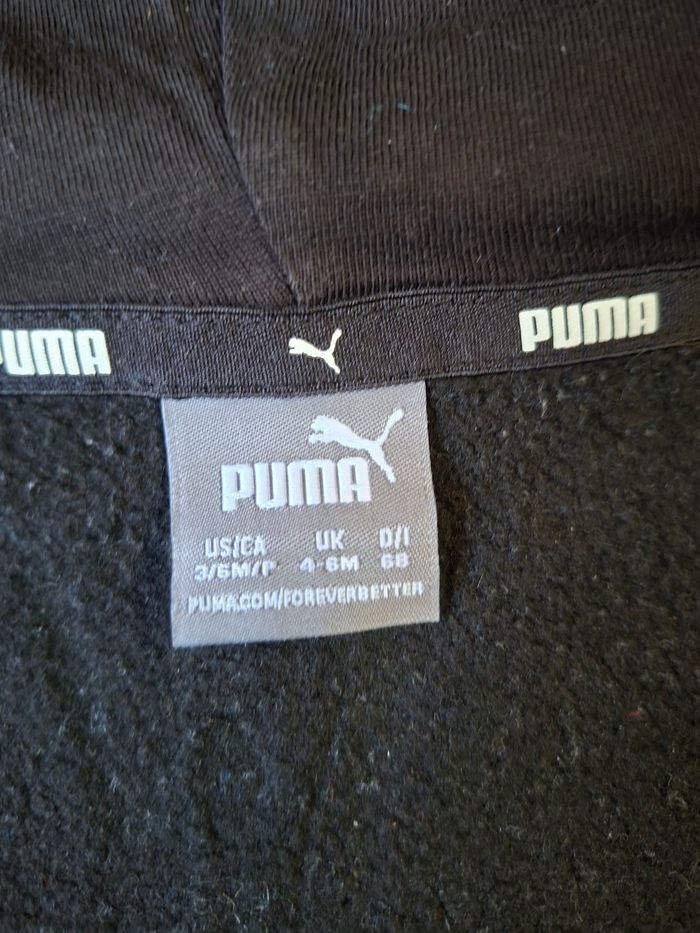 PUMA
PUMA
PUMA
US/CA UK D/I
3/6M/P 4-6M 68
PUMA.COM/FOREVERBETTER